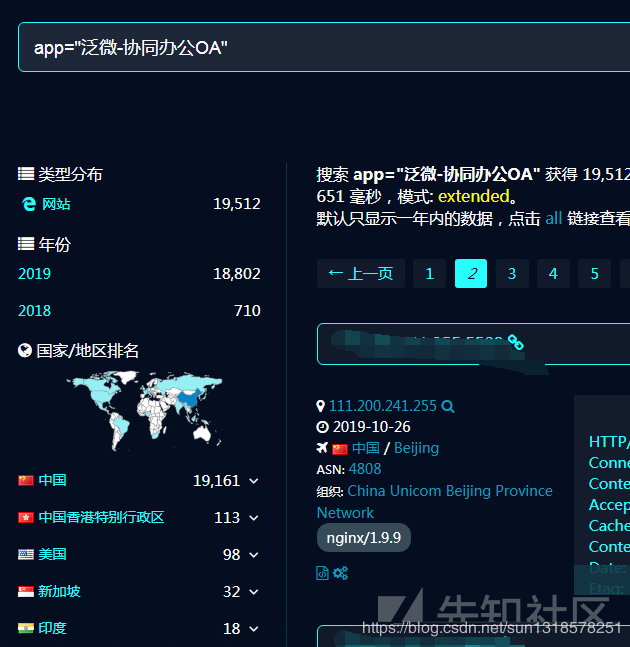 app="泛微-协同办公OA"
类型分布
网站 19,512
年份
2019 18,802
2018 710
国家/地区排名
中国 19,161
中国香港特别行政区 113
美国 98
新加坡 32
印度 18
搜索 app="泛微-协同办公OA" 获得 19,512
651 毫秒，模式: extended。
默认只显示一年内的数据，点击 all 链接查看
← 上一页 1 2 3 4 5
111.200.241.255
2019-10-26
中国 / Beijing
ASN: 4808
组织: China Unicom Beijing Province
Network
nginx/1.9.9
HTTP/
Conne
Conte
Accep
Cache
Conte
Date:
Etag:
先知社区
https://blog.csdn.net/sun1318578251